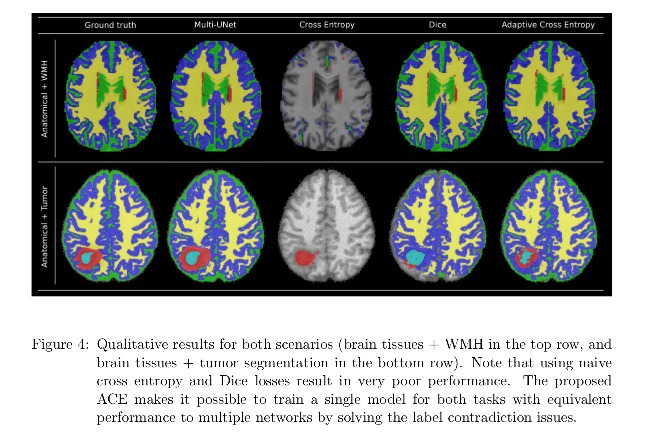 Ground truth Multi-UNet Cross Entropy Dice Adaptive Cross Entropy
Anatomical + WMH
Anatomical + Tumor
Figure 4: Qualitative results for both scenarios (brain tissues + WMH in the top row, and
brain tissues + tumor segmentation in the bottom row). Note that using naive
cross entropy and Dice losses result in very poor performance. The proposed
ACE makes it possible to train a single model for both tasks with equivalent
performance to multiple networks by solving the label contradiction issues.